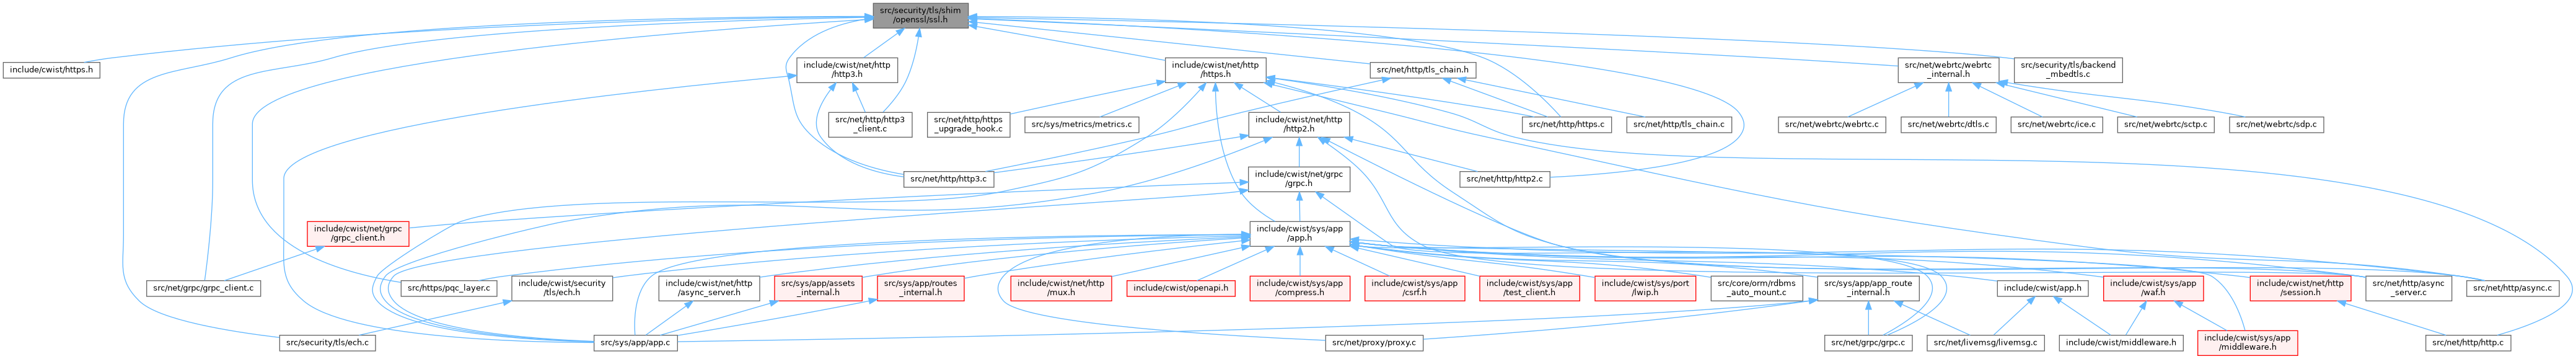 src/security/tls/shim
/openssl/ssl.h
include/cwist/https.h
include/cwist/net/http
/http3.h
include/cwist/net/http
/https.h
src/net/http/tls_chain.h
src/net/webrtc/webrtc
_internal.h
src/security/tls/backend
_mbedtls.c
src/net/http/http3
_client.c
src/net/http/https
_upgrade_hook.c
src/sys/metrics/metrics.c
include/cwist/net/http
/http2.h
src/net/http/https.c
src/net/http/tls_chain.c
src/net/webrtc/webrtc.c
src/net/webrtc/dtls.c
src/net/webrtc/ice.c
src/net/webrtc/sctp.c
src/net/webrtc/sdp.c
src/net/http/http3.c
include/cwist/net/grpc
/grpc.h
src/net/http/http2.c
include/cwist/net/grpc
/grpc_client.h
include/cwist/sys/app
/app.h
src/net/grpc/grpc_client.c
src/https/pqc_layer.c
include/cwist/security
/tls/ech.h
include/cwist/net/http
/async_server.h
src/sys/app/assets
_internal.h
src/sys/app/routes
_internal.h
include/cwist/net/http
/mux.h
include/cwist/openapi.h
include/cwist/sys/app
/compress.h
include/cwist/sys/app
/csrf.h
include/cwist/sys/app
/test_client.h
include/cwist/sys/port
/lwip.h
src/core/orm/rdbms
_auto_mount.c
src/sys/app/app_route
_internal.h
include/cwist/app.h
include/cwist/sys/app
/waf.h
include/cwist/net/http
/session.h
src/net/http/async
_server.c
src/net/http/async.c
src/security/tls/ech.c
src/sys/app/app.c
src/net/proxy/proxy.c
src/net/grpc/grpc.c
src/net/livemsg/livemsg.c
include/cwist/middleware.h
include/cwist/sys/app
/middleware.h
src/net/http/http.c